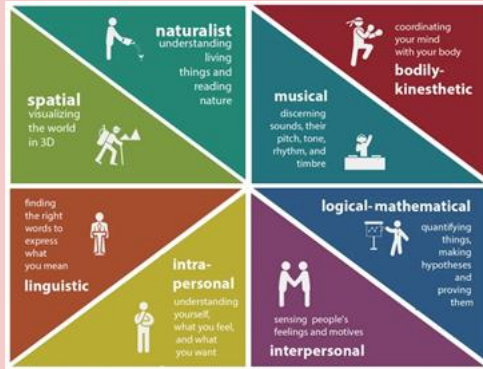 naturalist
understanding
living
things and
reading
nature
spatial
visualizing
the world
in 3D
coordinating
your mind
with your body
bodily-
kinesthetic
musical
discerning
sounds, their
pitch, tone,
rhythm, and
timbre
finding
the right
words to
express
what
you mean
linguistic
intra-
personal
understanding
yourself,
what you feel,
and what
you want
logical-mathematical
quantifying
things,
making
hypotheses
and
proving
them
sensing people's
feelings and motives
interpersonal